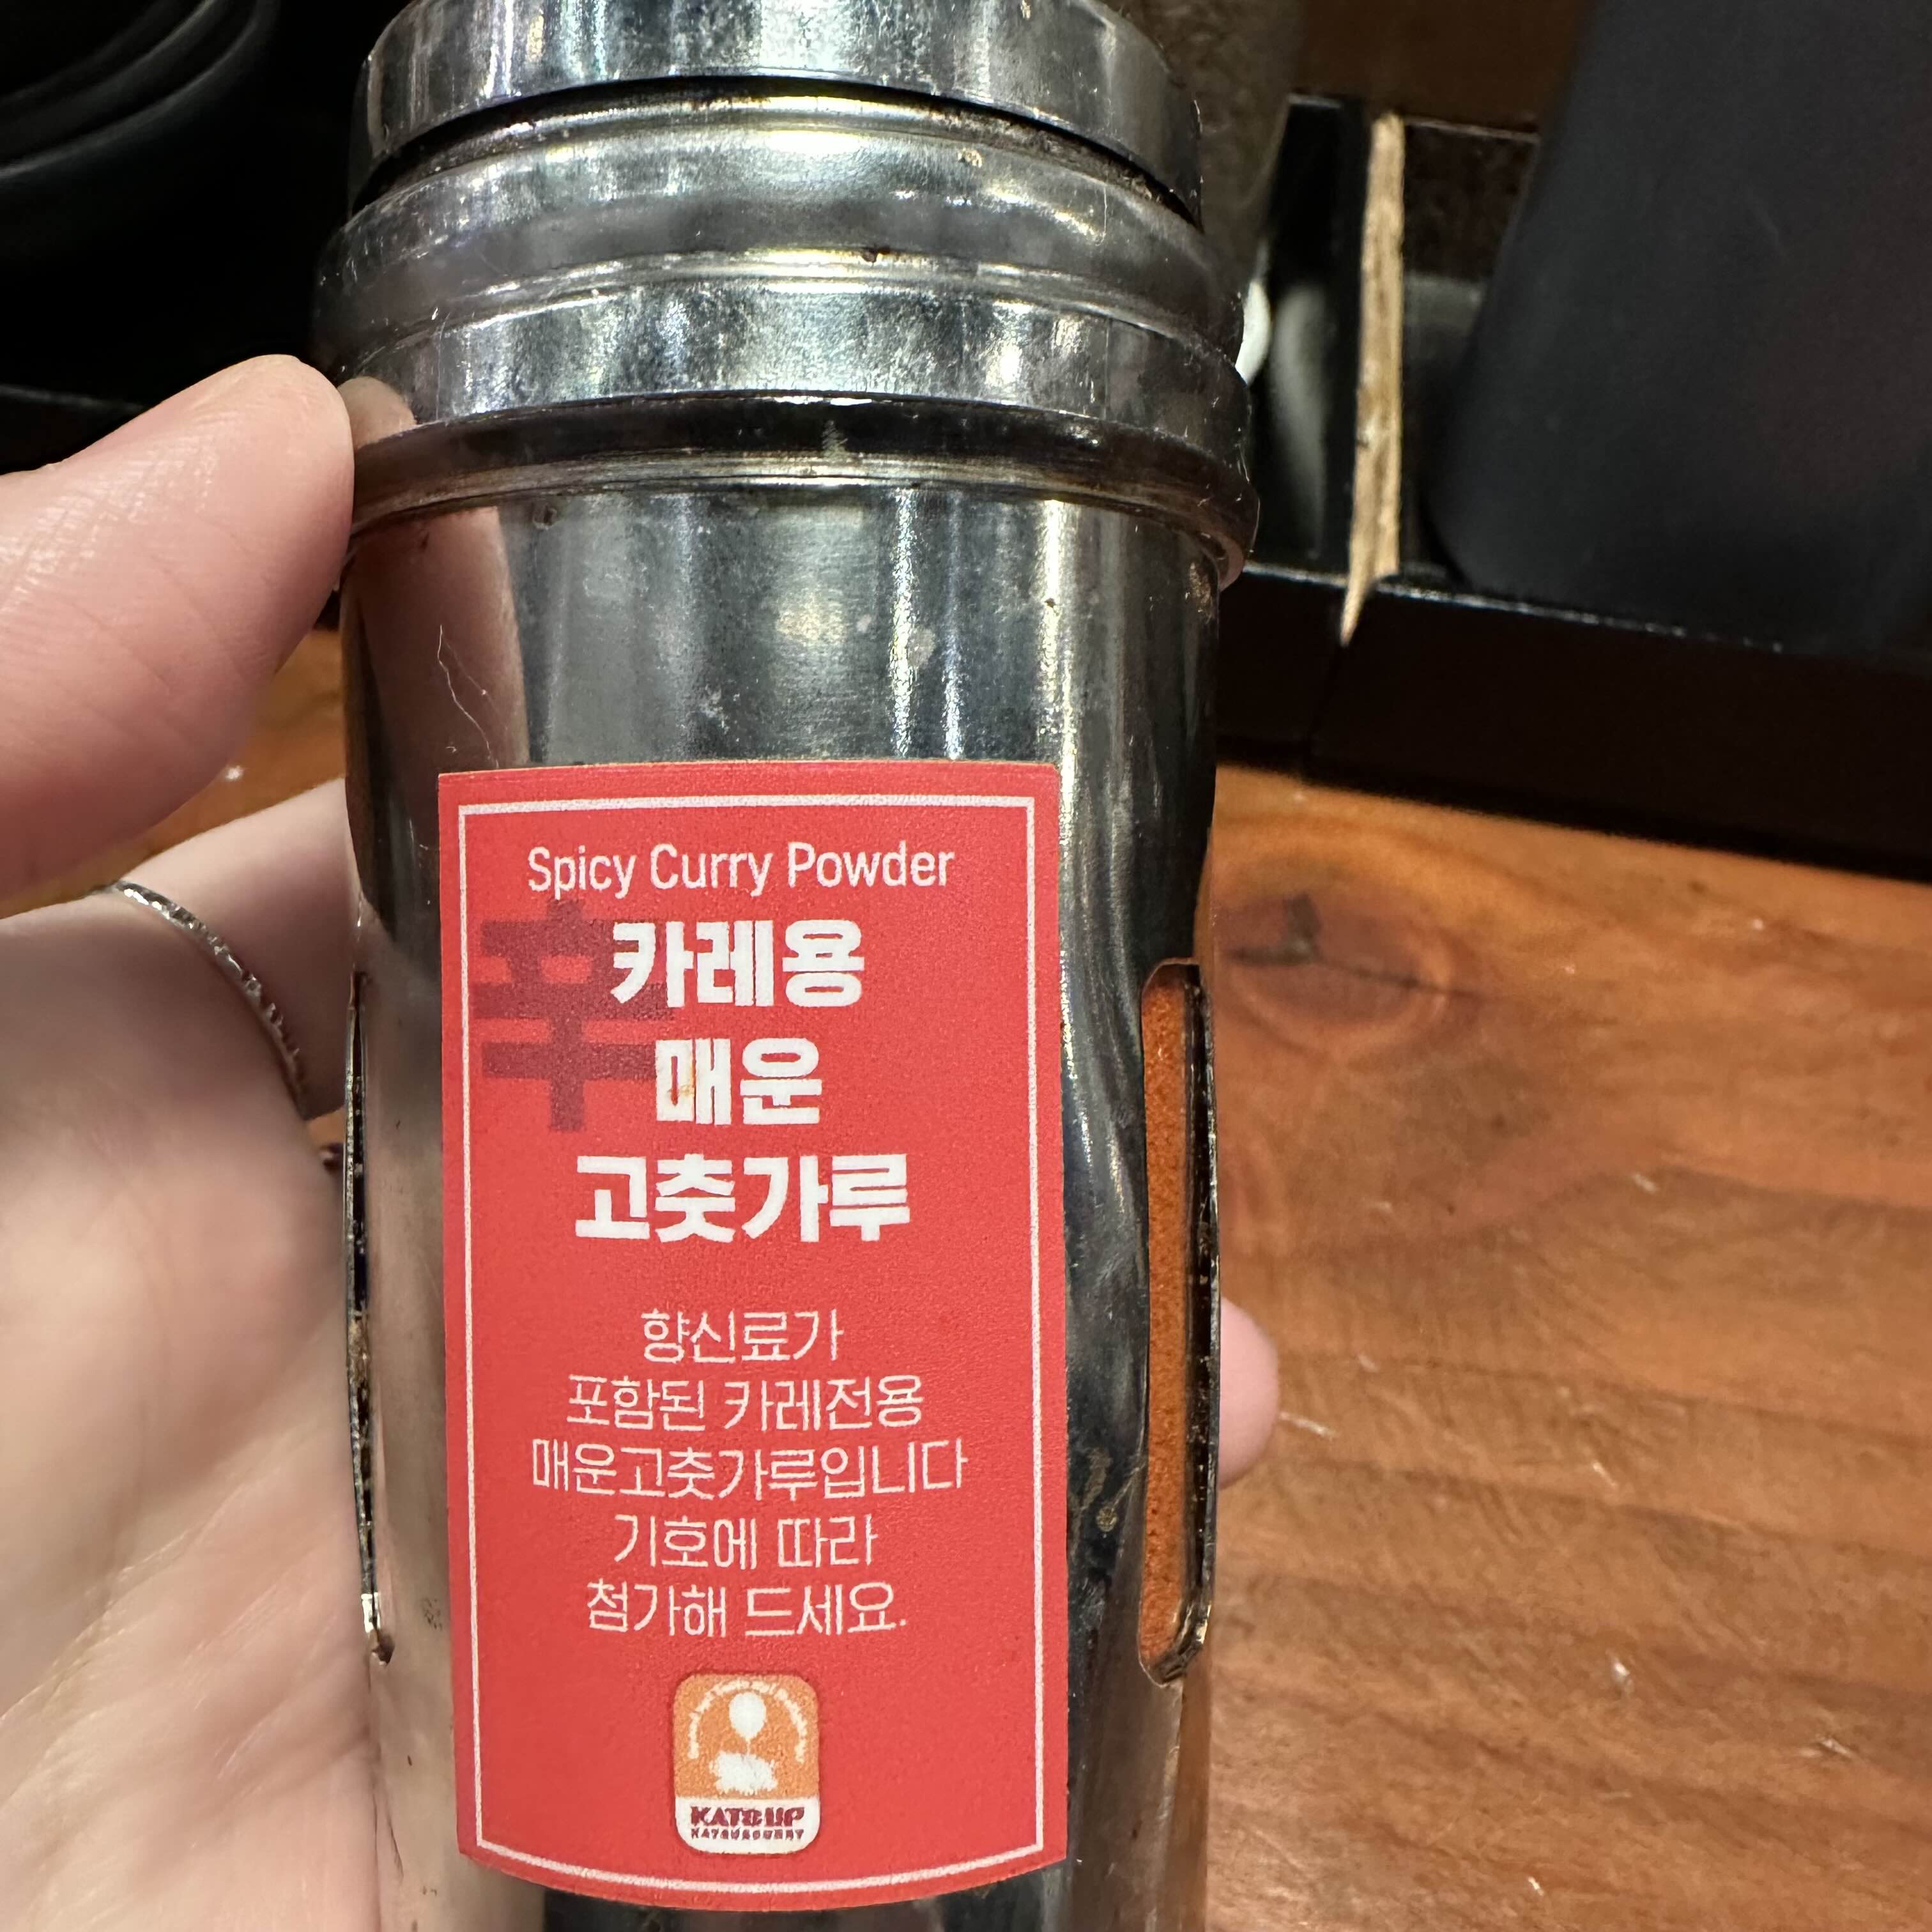 Spicy Curry Powder
辛
카레용
매운
고춧가루
향신료가
포함된 카레전용
매운고춧가루입니다
기호에 따라
첨가해 드세요.
KATSUP
KATSU&CURRY